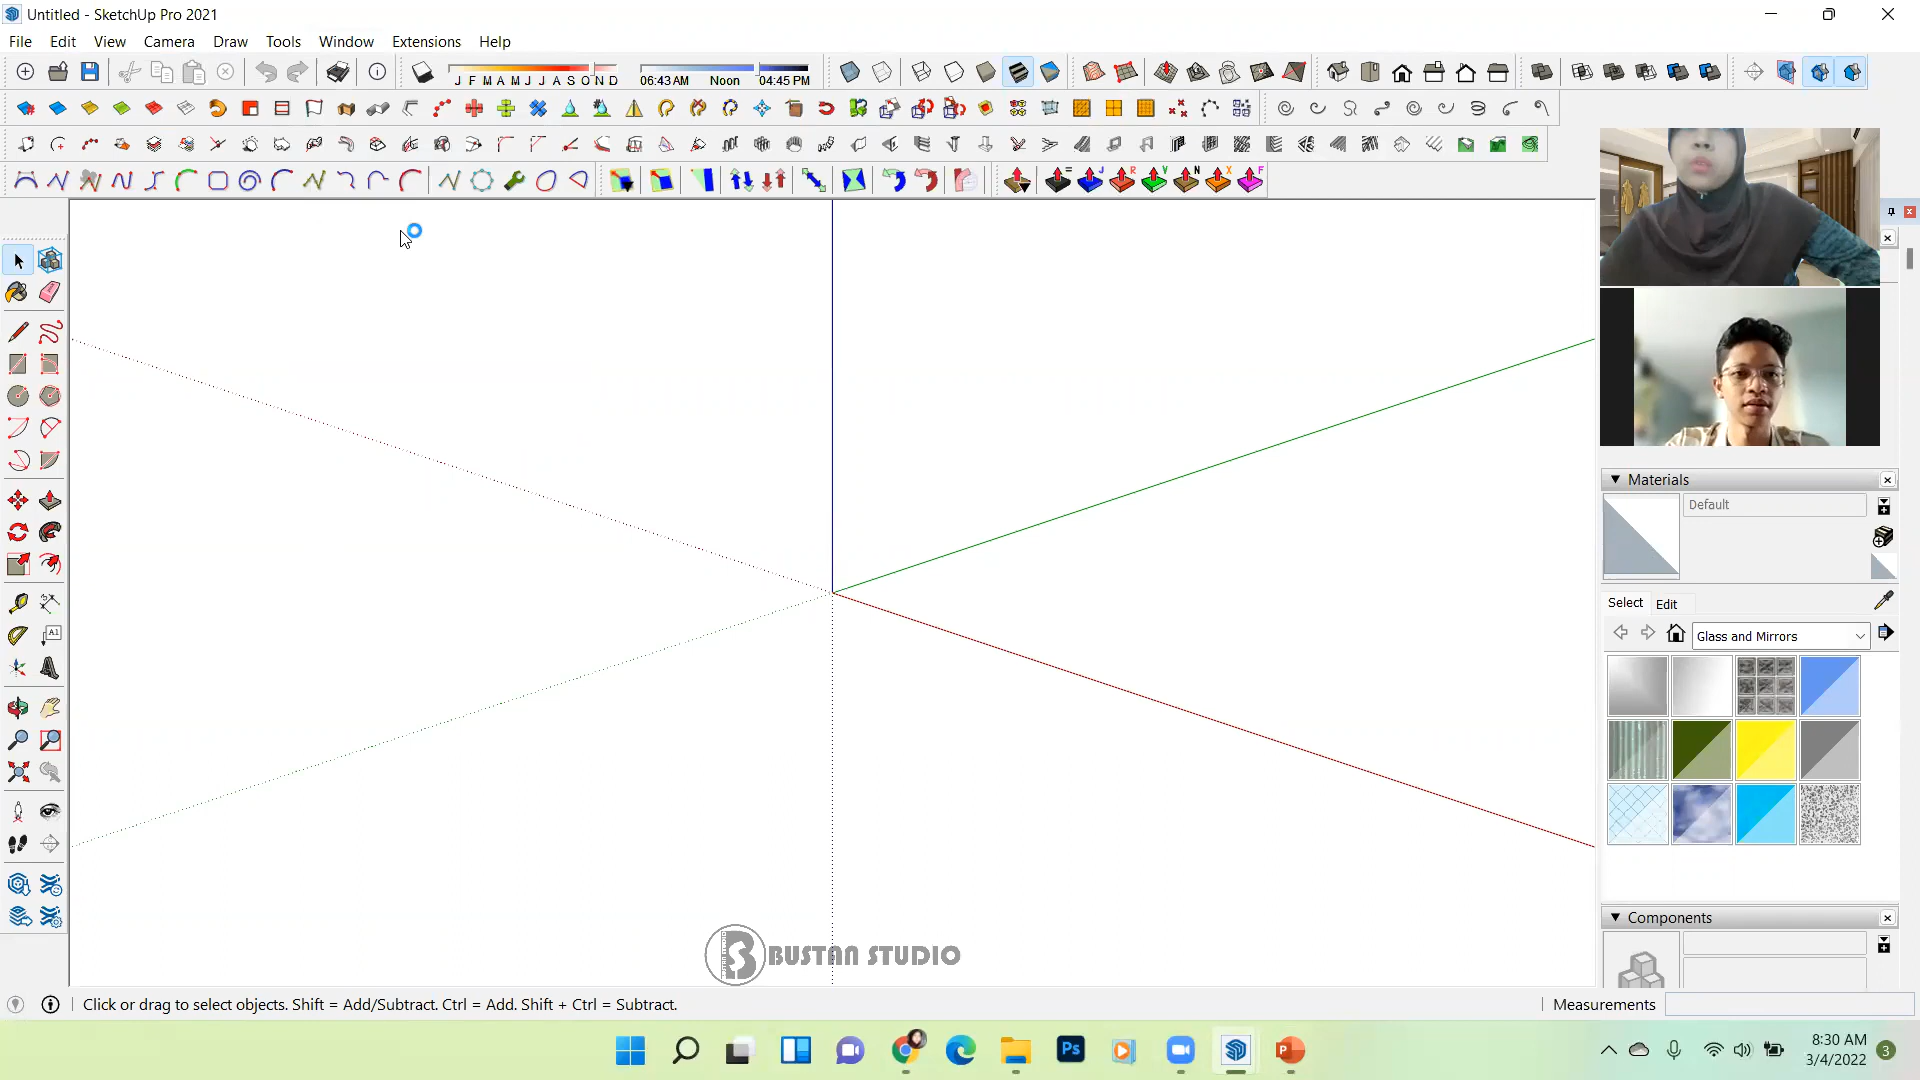 Untitled - SketchUp Pro 2021
File Edit View Camera Draw Tools Window Extensions Help
J F M A M J J A S O N D
06:43 AM Noon 04:45 PM
= J R V N X F
Materials
Default
Select Edit
Glass and Mirrors
A1
Components
BUSTAN STUDIO
Click or drag to select objects. Shift = Add/Subtract. Ctrl = Add. Shift + Ctrl = Subtract.
Measurements
Ps
P
8:30 AM
3/4/2022
3